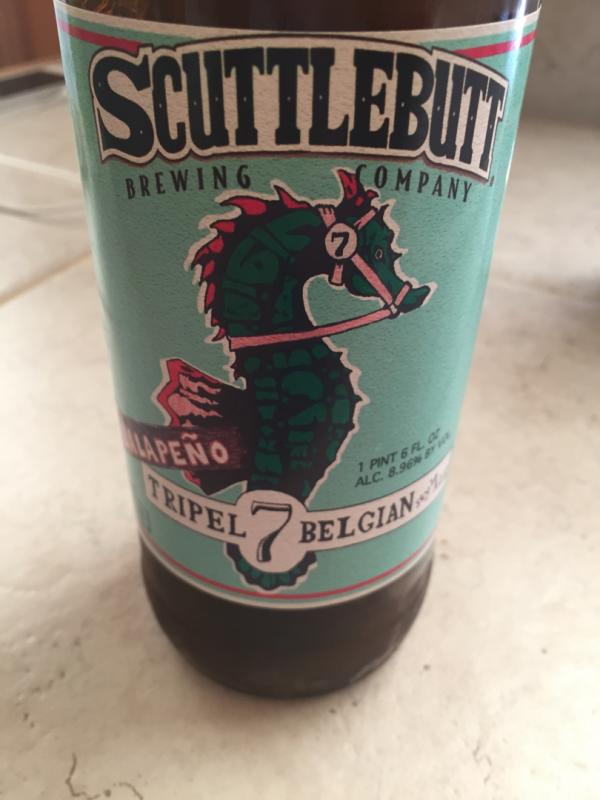 SCUTTLEBUTT
BREWING COMPANY
7
JALAPEÑO
1 PINT 6 FL. OZ.
ALC. 8.96% BY VOL.
TRIPEL 7 BELGIAN